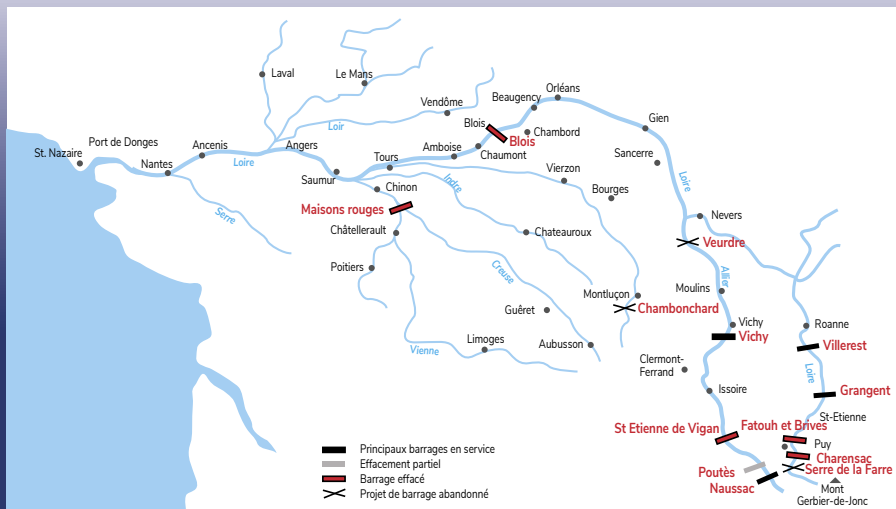 Laval
Le Mans
Vendôme
Loir
Orléans
Beaugency
Blois
Blois
Chambord
Gien
Port de Donges
St. Nazaire
Ancenis
Nantes
Loire
Angers
Saumur
Tours
Amboise
Chaumont
Sancerre
Vierzon
Bourges
Loire
Serre
Chinon
Indre
Maisons rouges
Châtellerault
Chateauroux
Nevers
Veurdre
Poitiers
Creuse
Allier
Moulins
Montluçon
Chambonchard
Guêret
Vichy
Vichy
Roanne
Villerest
Vienne
Limoges
Aubusson
Clermont-
Ferrand
Loire
Issoire
Grangent
St-Etienne
St Etienne de Vigan
Fatouh et Brives
Puy
Charensac
Serre de la Farre
Poutès
Naussac
Mont
Gerbier-de-Jonc
Principaux barrages en service
Effacement partiel
Barrage effacé
Projet de barrage abandonné